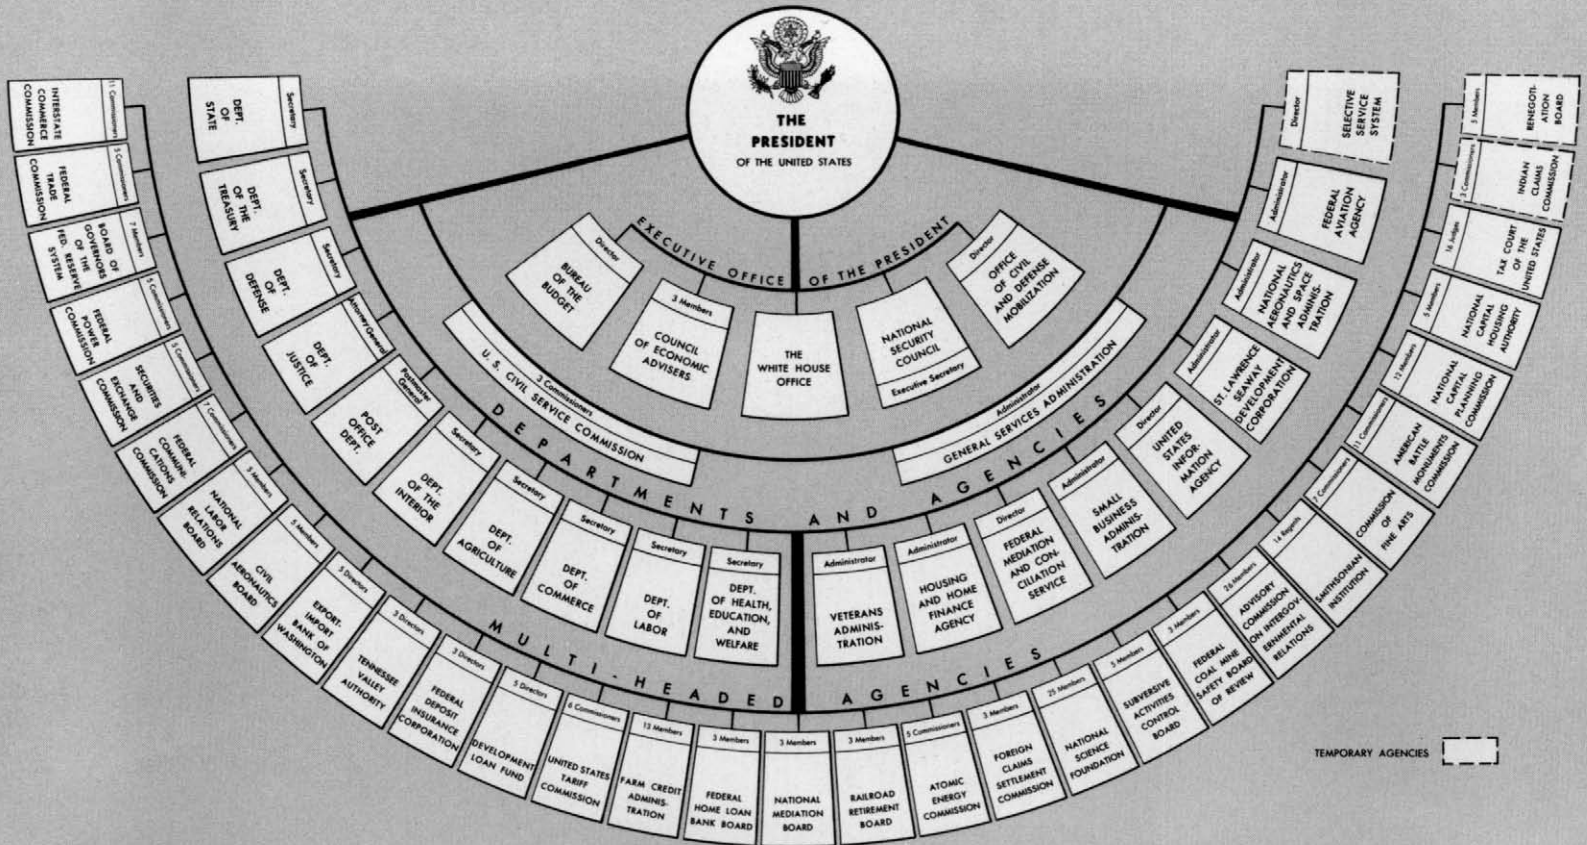 THE
PRESIDENT
OF THE UNITED STATES
EXECUTIVE OFFICE OF THE PRESIDENT
Director
BUREAU
OF THE
BUDGET
3 Members
COUNCIL
OF ECONOMIC
ADVISERS
THE
WHITE HOUSE
OFFICE
NATIONAL
SECURITY
COUNCIL
Executive Secretary
Director
OFFICE
OF CIVIL
AND DEFENSE
MOBILIZATION
3 Commissioners
U. S. CIVIL SERVICE COMMISSION
Administrator
GENERAL SERVICES ADMINISTRATION
DEPARTMENTS AND AGENCIES
Secretary
DEPT.
OF
STATE
Secretary
DEPT.
OF THE
TREASURY
Secretary
DEPT.
OF
DEFENSE
Attorney General
DEPT.
OF
JUSTICE
Postmaster
General
POST
OFFICE
DEPT.
Secretary
DEPT.
OF THE
INTERIOR
Secretary
DEPT.
OF
AGRICULTURE
Secretary
DEPT.
OF
COMMERCE
Secretary
DEPT.
OF
LABOR
Secretary
DEPT.
OF HEALTH,
EDUCATION,
AND
WELFARE
Administrator
VETERANS
ADMINIS-
TRATION
Administrator
HOUSING
AND HOME
FINANCE
AGENCY
Director
FEDERAL
MEDIATION
AND CON-
CILIATION
SERVICE
Administrator
SMALL
BUSINESS
ADMINIS-
TRATION
Director
UNITED
STATES
INFOR-
MATION
AGENCY
Administrator
ST. LAWRENCE
SEAWAY
DEVELOPMENT
CORPORATION
Administrator
NATIONAL
AERONAUTICS
AND SPACE
ADMINIS-
TRATION
Administrator
FEDERAL
AVIATION
AGENCY
Director
SELECTIVE
SERVICE
SYSTEM
MULTI-HEADED AGENCIES
11 Commissioners
INTERSTATE
COMMERCE
COMMISSION
5 Commissioners
FEDERAL
TRADE
COMMISSION
7 Members
BOARD OF
GOVERNORS
OF THE
FED. RESERVE
SYSTEM
5 Commissioners
FEDERAL
POWER
COMMISSION
5 Commissioners
SECURITIES
AND
EXCHANGE
COMMISSION
7 Commissioners
FEDERAL
COMMUNI-
CATIONS
COMMISSION
5 Members
NATIONAL
LABOR
RELATIONS
BOARD
5 Members
CIVIL
AERONAUTICS
BOARD
5 Directors
EXPORT-
IMPORT
BANK OF
WASHINGTON
3 Directors
TENNESSEE
VALLEY
AUTHORITY
3 Directors
FEDERAL
DEPOSIT
INSURANCE
CORPORATION
5 Directors
DEVELOPMENT
LOAN FUND
6 Commissioners
UNITED STATES
TARIFF
COMMISSION
13 Members
FARM CREDIT
ADMINIS-
TRATION
3 Members
FEDERAL
HOME LOAN
BANK BOARD
3 Members
NATIONAL
MEDIATION
BOARD
3 Members
RAILROAD
RETIREMENT
BOARD
5 Commissioners
ATOMIC
ENERGY
COMMISSION
3 Members
FOREIGN
CLAIMS
SETTLEMENT
COMMISSION
25 Members
NATIONAL
SCIENCE
FOUNDATION
5 Members
SUBVERSIVE
ACTIVITIES
CONTROL
BOARD
3 Members
FEDERAL
COAL MINE
SAFETY BOARD
OF REVIEW
26 Members
ADVISORY
COMMISSION
ON INTERGOV-
ERNMENTAL
RELATIONS
14 Regents
SMITHSONIAN
INSTITUTION
7 Commissioners
COMMISSION
OF
FINE ARTS
11 Commissioners
AMERICAN
BATTLE
MONUMENTS
COMMISSION
12 Members
NATIONAL
CAPITAL
PLANNING
COMMISSION
5 Members
NATIONAL
CAPITAL
HOUSING
AUTHORITY
16 Judges
TAX COURT
OF THE
UNITED STATES
3 Commissioners
INDIAN
CLAIMS
COMMISSION
5 Members
RENEGOTI-
ATION
BOARD
TEMPORARY AGENCIES